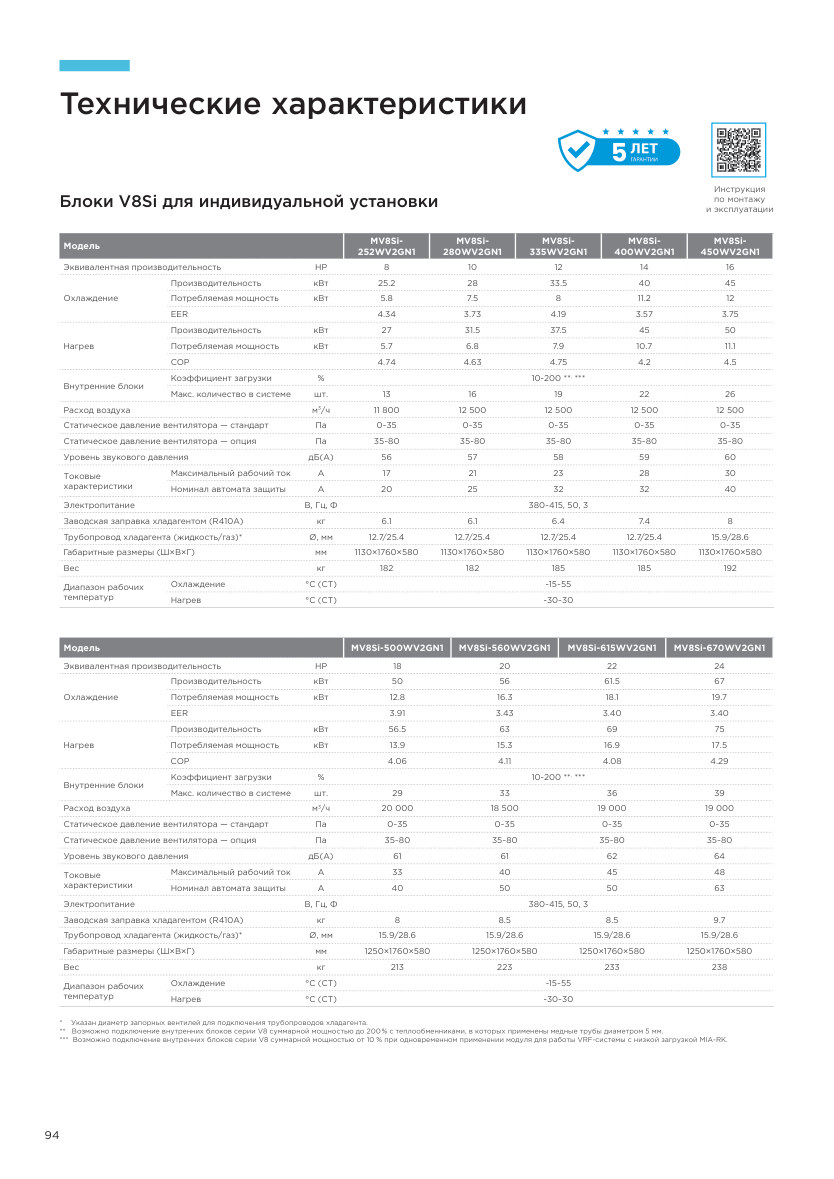 Технические характеристики
5 ЛЕТ
ГАРАНТИИ
Инструкция
по монтажу
и эксплуатации
Блоки V8Si для индивидуальной установки
Модель MV8Si-252WV2GN1 MV8Si-280WV2GN1 MV8Si-335WV2GN1 MV8Si-400WV2GN1 MV8Si-450WV2GN1
Эквивалентная производительность HP 8 10 12 14 16
Охлаждение Производительность кВт 25.2 28 33.5 40 45
Потребляемая мощность кВт 5.8 7.5 8 11.2 12
EER 4.34 3.73 4.19 3.57 3.75
Нагрев Производительность кВт 27 31.5 37.5 45 50
Потребляемая мощность кВт 5.7 6.8 7.9 10.7 11.1
COP 4.74 4.63 4.75 4.2 4.5
Внутренние блоки Коэффициент загрузки % 10-200 **, ***
Макс. количество в системе шт. 13 16 19 22 26
Расход воздуха м³/ч 11 800 12 500 12 500 12 500 12 500
Статическое давление вентилятора — стандарт Па 0–35 0–35 0–35 0–35 0–35
Статическое давление вентилятора — опция Па 35–80 35–80 35–80 35–80 35–80
Уровень звукового давления дБ(А) 56 57 58 59 60
Токовые характеристики Максимальный рабочий ток А 17 21 23 28 30
Номинал автомата защиты А 20 25 32 32 40
Электропитание В, Гц, Ф 380–415, 50, 3
Заводская заправка хладагентом (R410A) кг 6.1 6.1 6.4 7.4 8
Трубопровод хладагента (жидкость/газ)* Ø, мм 12.7/25.4 12.7/25.4 12.7/25.4 12.7/25.4 15.9/28.6
Габаритные размеры (Ш×В×Г) мм 1130×1760×580 1130×1760×580 1130×1760×580 1130×1760×580 1130×1760×580
Вес кг 182 182 185 185 192
Диапазон рабочих температур Охлаждение °С (СТ) -15–55
Нагрев °С (СТ) -30–30
Модель MV8Si-500WV2GN1 MV8Si-560WV2GN1 MV8Si-615WV2GN1 MV8Si-670WV2GN1
Эквивалентная производительность HP 18 20 22 24
Охлаждение Производительность кВт 50 56 61.5 67
Потребляемая мощность кВт 12.8 16.3 18.1 19.7
EER 3.91 3.43 3.40 3.40
Нагрев Производительность кВт 56.5 63 69 75
Потребляемая мощность кВт 13.9 15.3 16.9 17.5
COP 4.06 4.11 4.08 4.29
Внутренние блоки Коэффициент загрузки % 10-200 **, ***
Макс. количество в системе шт. 29 33 36 39
Расход воздуха м³/ч 20 000 18 500 19 000 19 000
Статическое давление вентилятора — стандарт Па 0–35 0–35 0–35 0–35
Статическое давление вентилятора — опция Па 35–80 35–80 35–80 35–80
Уровень звукового давления дБ(А) 61 61 62 64
Токовые характеристики Максимальный рабочий ток А 33 40 45 48
Номинал автомата защиты А 40 50 50 63
Электропитание В, Гц, Ф 380–415, 50, 3
Заводская заправка хладагентом (R410A) кг 8 8.5 8.5 9.7
Трубопровод хладагента (жидкость/газ)* Ø, мм 15.9/28.6 15.9/28.6 15.9/28.6 15.9/28.6
Габаритные размеры (Ш×В×Г) мм 1250×1760×580 1250×1760×580 1250×1760×580 1250×1760×580
Вес кг 213 223 233 238
Диапазон рабочих температур Охлаждение °С (СТ) -15–55
Нагрев °С (СТ) -30–30
* Указан диаметр запорных вентилей для подключения трубопроводов хладагента.
** Возможно подключение внутренних блоков серии V8 суммарной мощностью до 200% с теплообменниками, в которых применены медные трубы диаметром 5 мм.
*** Возможно подключение внутренних блоков серии V8 суммарной мощностью от 10 % при одновременном применении модуля для работы VRF-системы с низкой загрузкой MIA-RK.
94